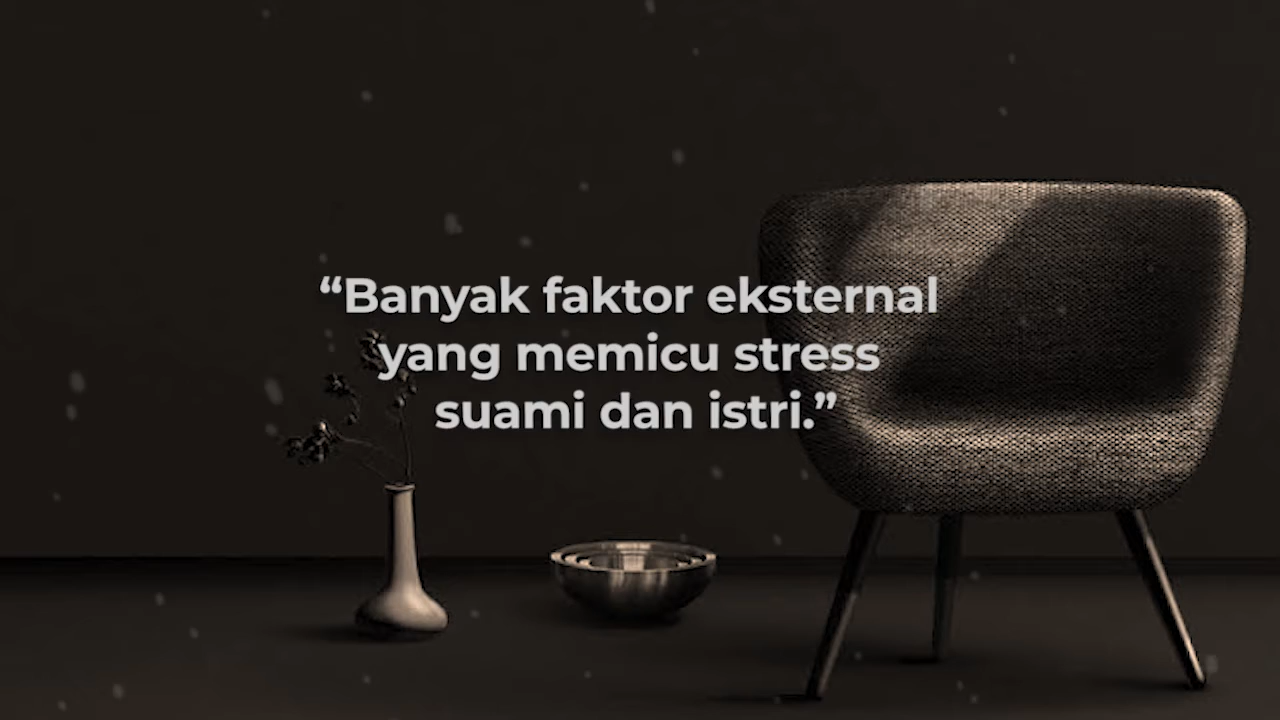 “Banyak faktor eksternal
yang memicu stress
suami dan istri.”